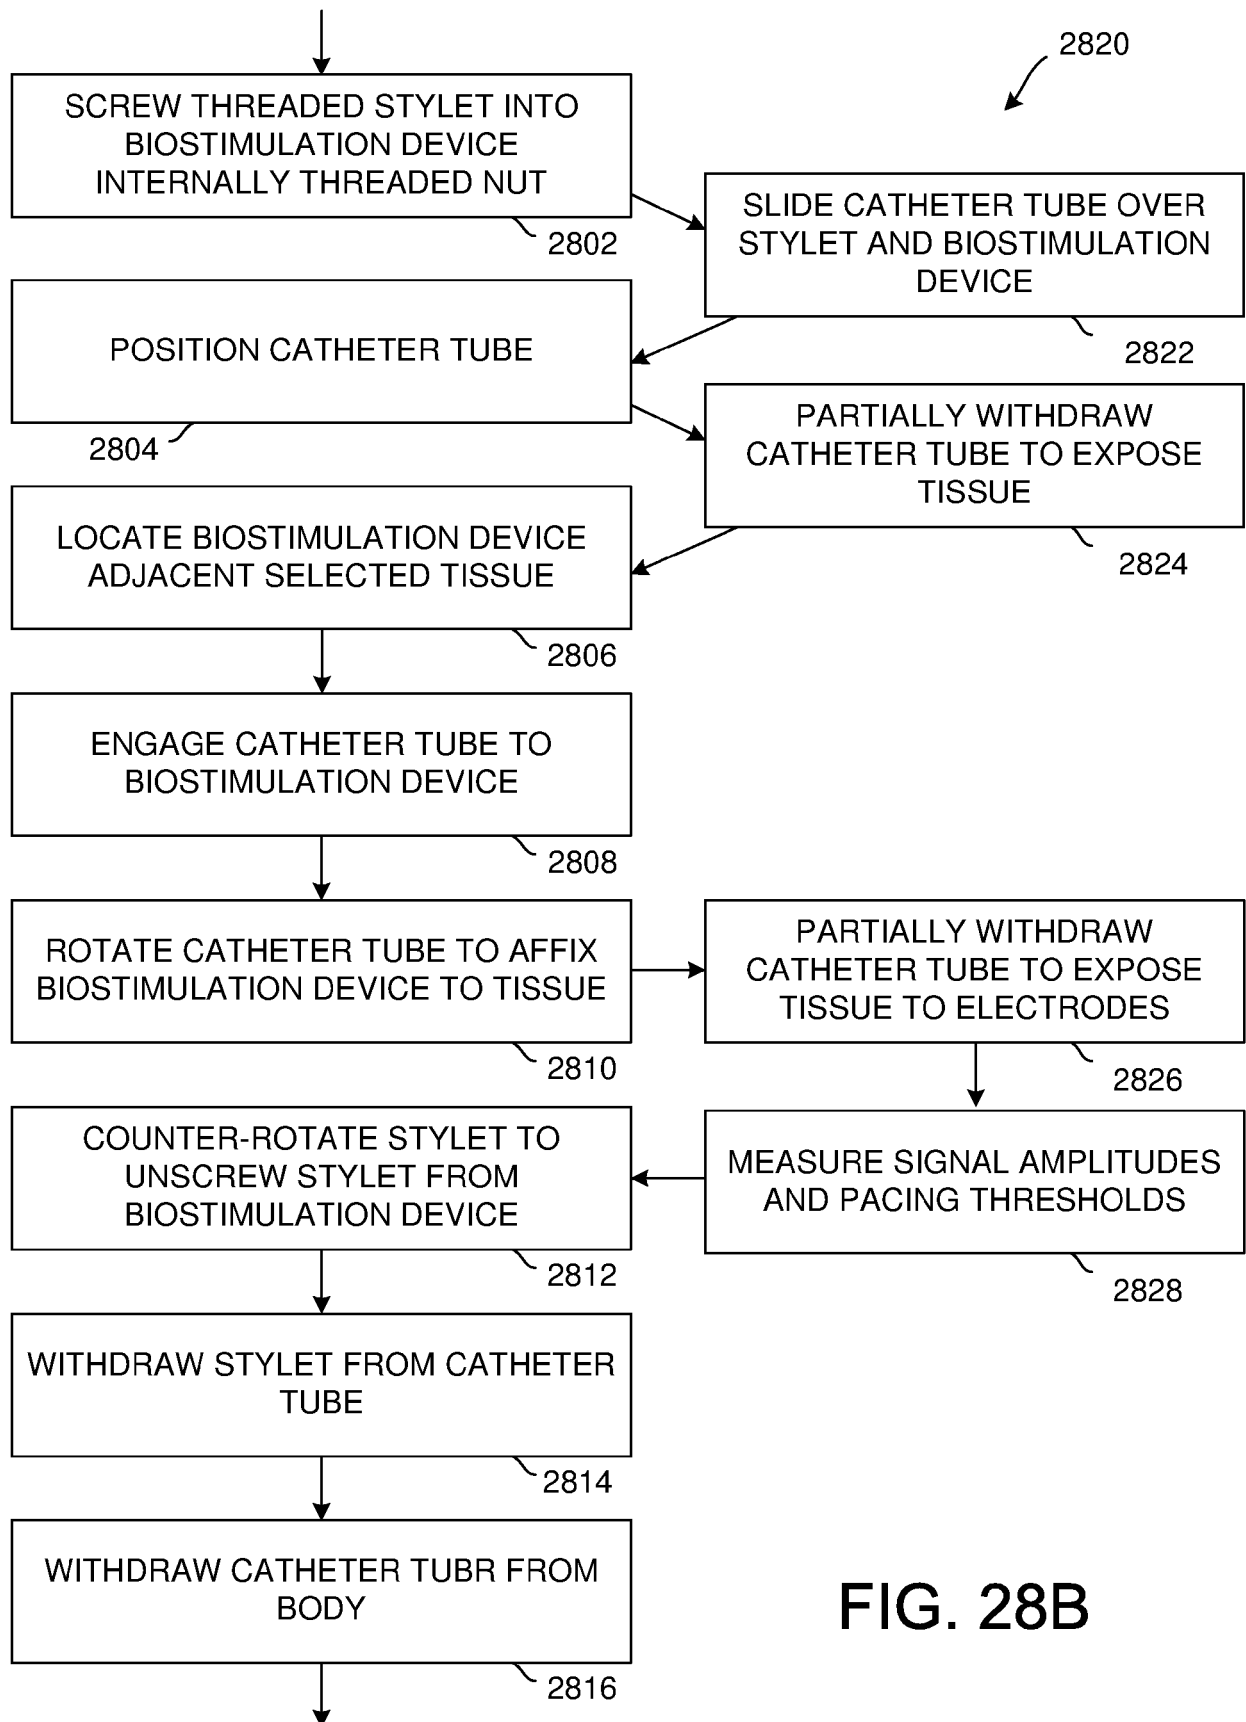 2820
SCREW THREADED STYLET INTO
BIOSTIMULATION DEVICE
INTERNALLY THREADED NUT
2802
SLIDE CATHETER TUBE OVER
STYLET AND BIOSTIMULATION
DEVICE
2822
POSITION CATHETER TUBE
2804
PARTIALLY WITHDRAW
CATHETER TUBE TO EXPOSE
TISSUE
2824
LOCATE BIOSTIMULATION DEVICE
ADJACENT SELECTED TISSUE
2806
ENGAGE CATHETER TUBE TO
BIOSTIMULATION DEVICE
2808
ROTATE CATHETER TUBE TO AFFIX
BIOSTIMULATION DEVICE TO TISSUE
2810
PARTIALLY WITHDRAW
CATHETER TUBE TO EXPOSE
TISSUE TO ELECTRODES
2826
MEASURE SIGNAL AMPLITUDES
AND PACING THRESHOLDS
2828
COUNTER-ROTATE STYLET TO
UNSCREW STYLET FROM
BIOSTIMULATION DEVICE
2812
WITHDRAW STYLET FROM CATHETER
TUBE
2814
WITHDRAW CATHETER TUBR FROM
BODY
2816
FIG. 28B